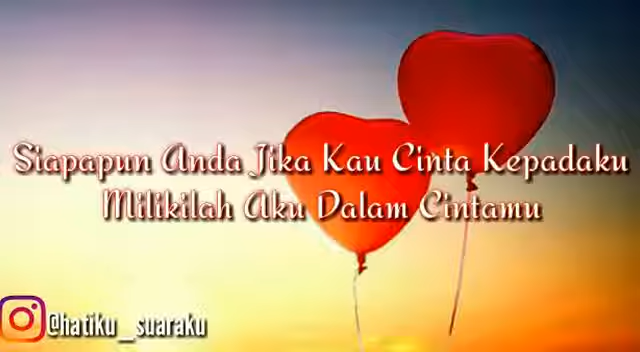 Siapapun Anda Jika Kau Cinta Kepadaku
Milikilah Aku Dalam Cintamu
@hatiku_suaraku